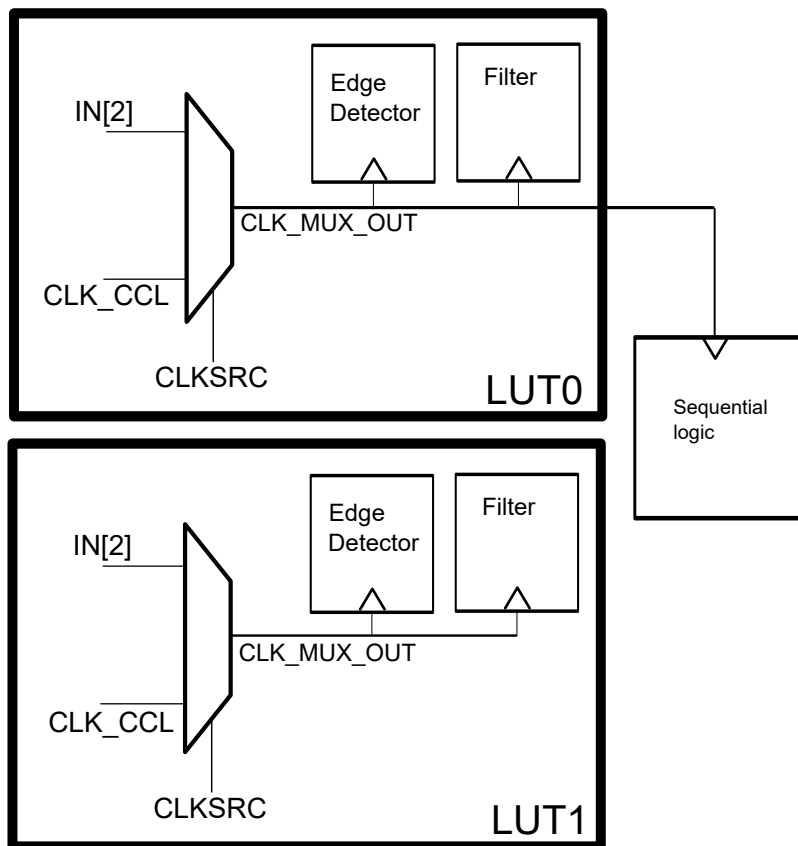 Edge
Detector
Filter
IN[2]
CLK_MUX_OUT
CLK_CCL
CLKSRC
LUT0
Sequential
logic
Edge
Detector
Filter
IN[2]
CLK_MUX_OUT
CLK_CCL
CLKSRC
LUT1